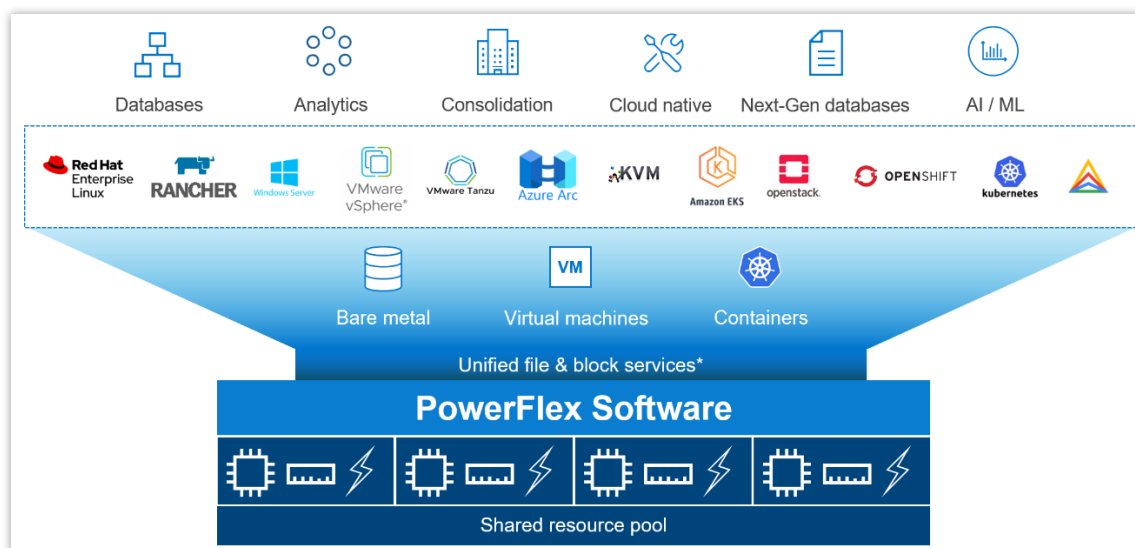 Databases
Analytics
Consolidation
Cloud native
Next-Gen databases
AI / ML
Red Hat
Enterprise
Linux
RANCHER
Windows Server
VMware
vSphere®
VMware Tanzu
Azure Arc
KVM
K
Amazon EKS
openstack.
OPENSHIFT
kubernetes
VM
Bare metal
Virtual machines
Containers
Unified file & block services*
PowerFlex Software
Shared resource pool